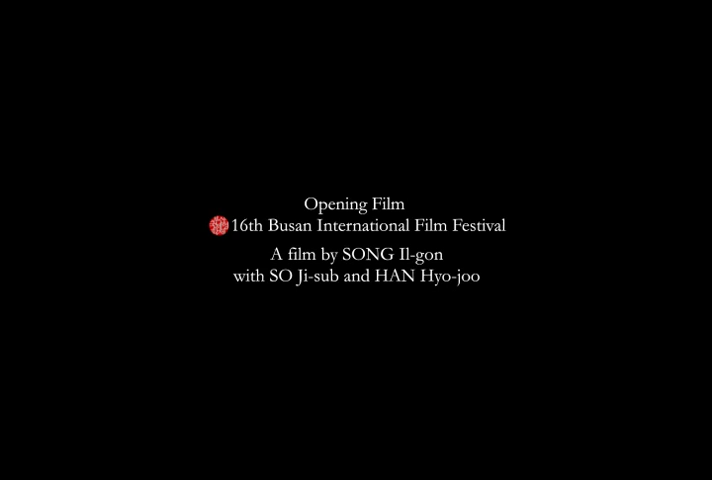 Opening Film
16th Busan International Film Festival
A film by SONG Il-gon
with SO Ji-sub and HAN Hyo-joo